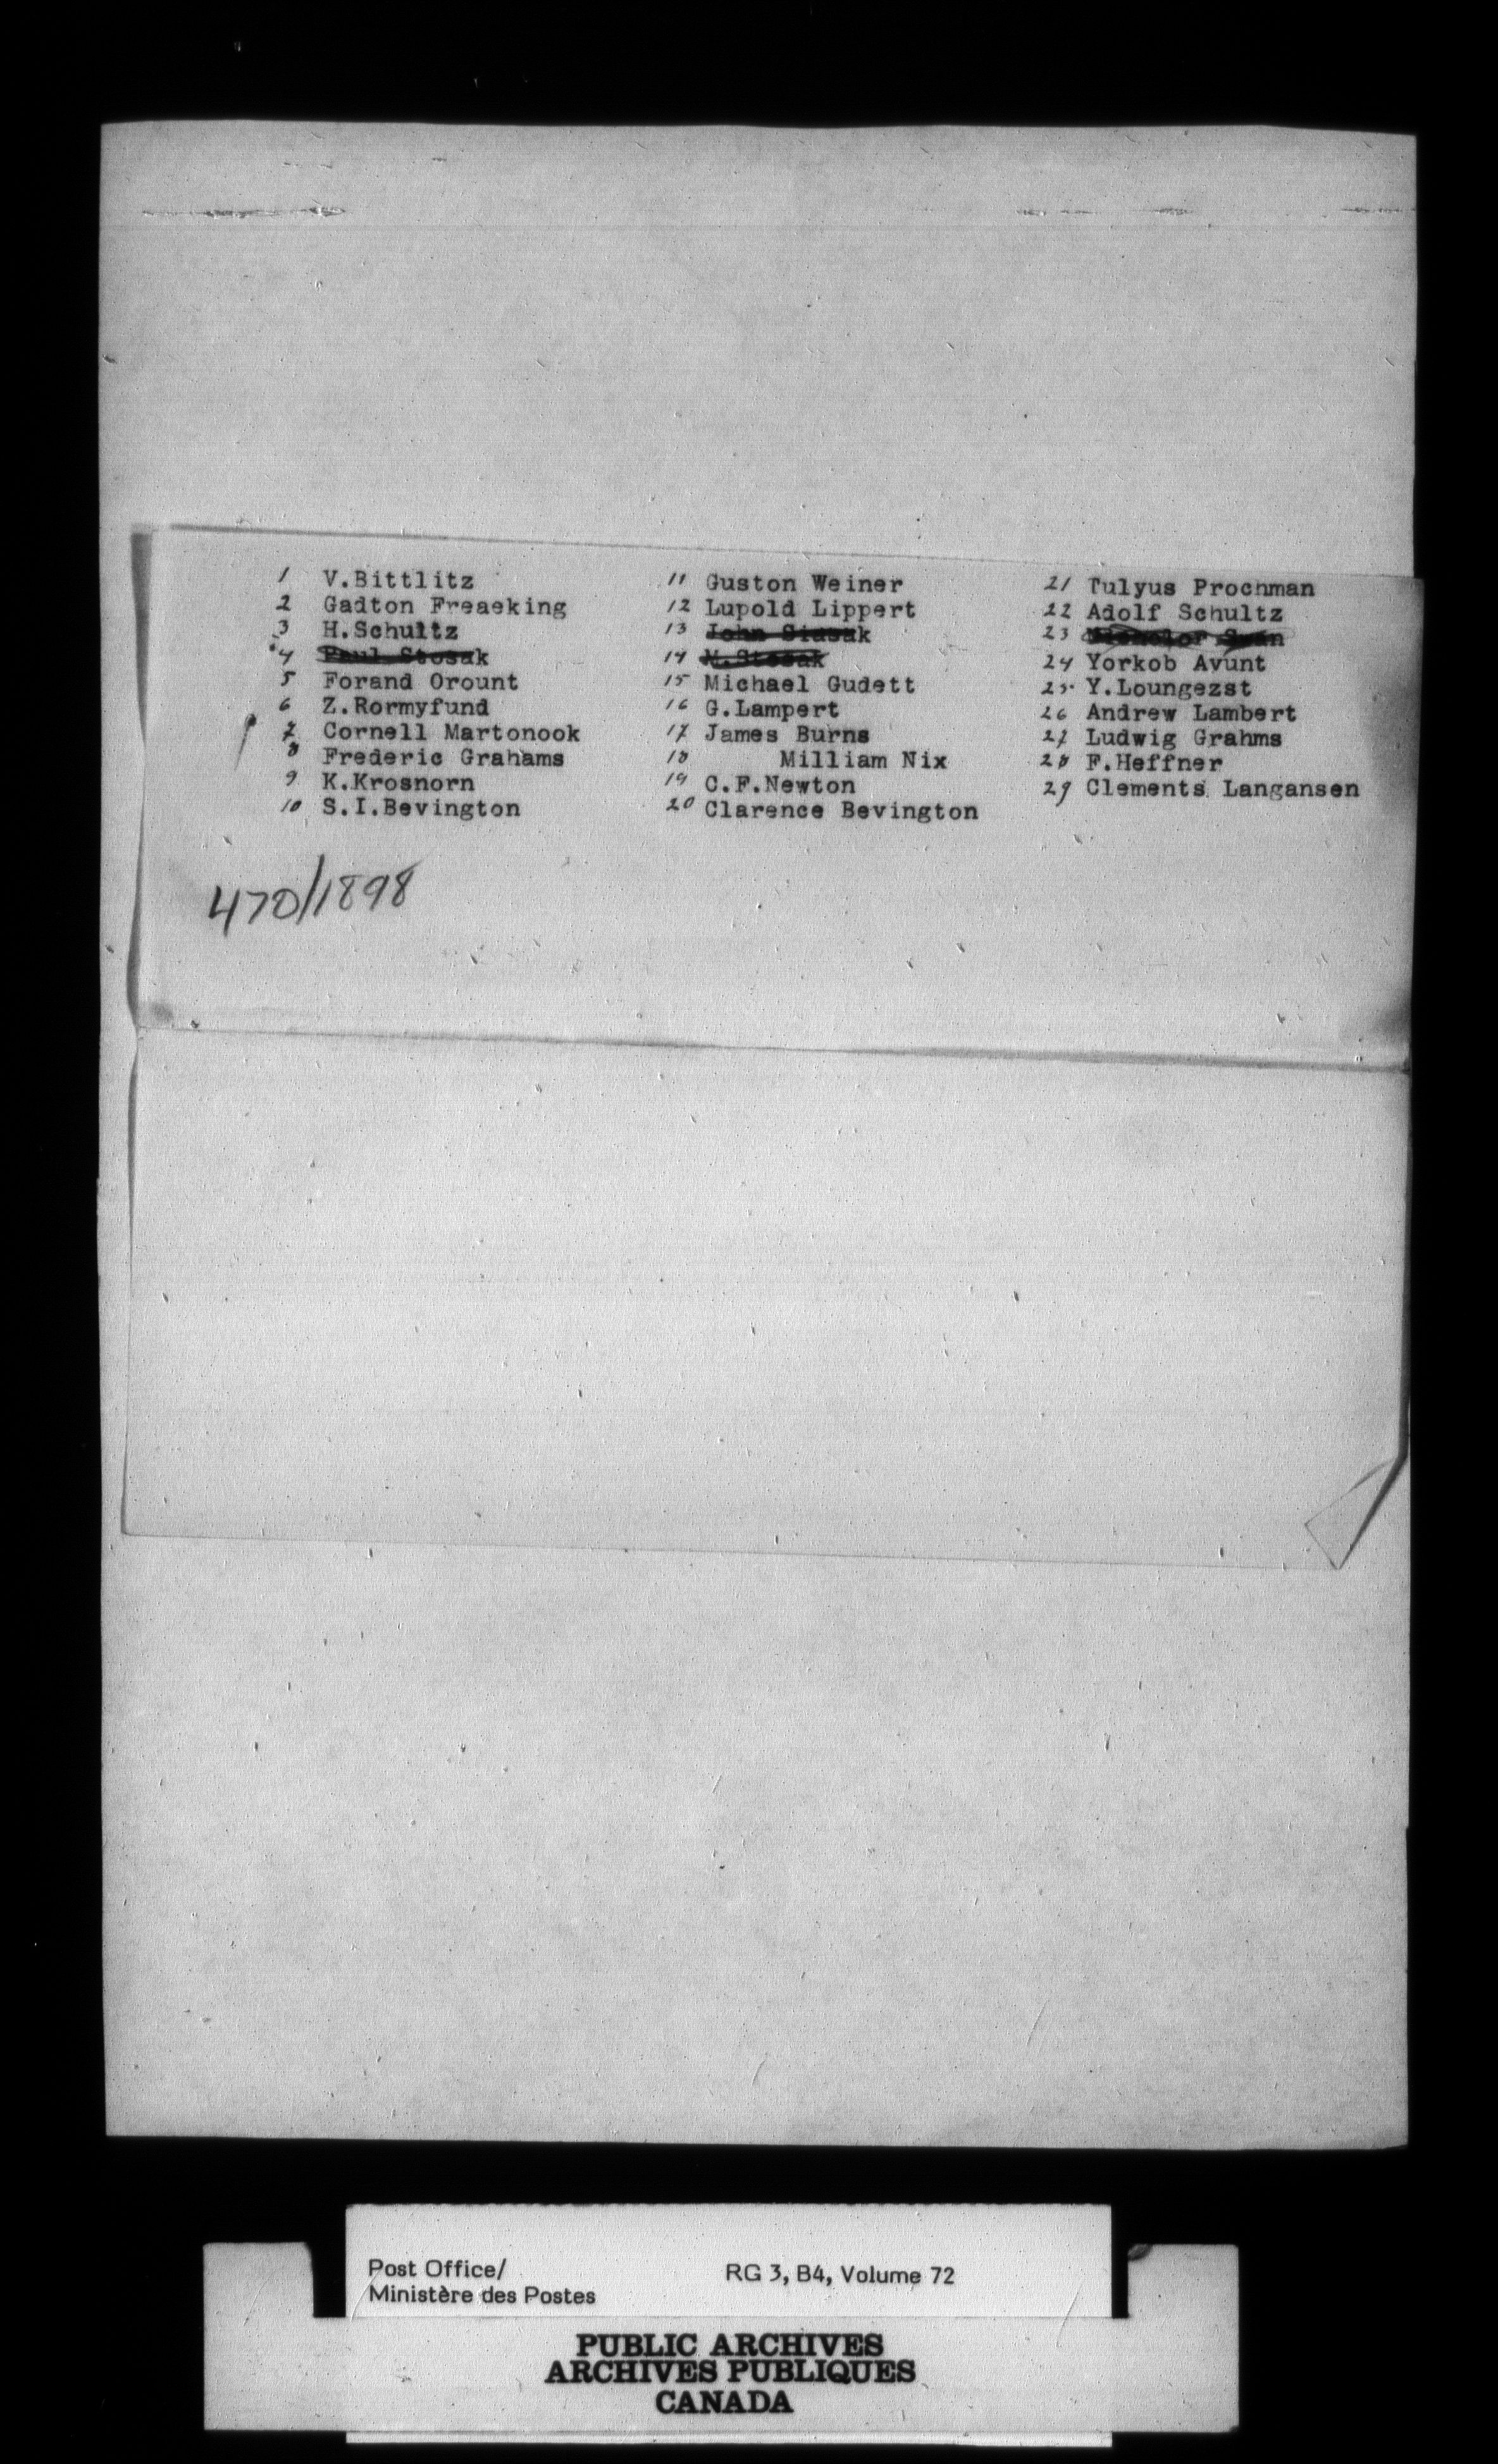 1 V.Bittlitz
2 Gadton Freaeking
3 H.Schultz
4 Paul Stosak
5 Forand Orount
6 Z.Rormyfund
7 Cornell Martonook
8 Frederic Grahams
9 K.Krosnorn
10 S.I.Bevington
11 Guston Weiner
12 Lupold Lippert
13 John
14 Stosak
15 Michael Gudett
16 G.Lampert
17 James Burns
18 Milliam Nix
19 C.F.Newton
20 Clarence Bevington
21 Tulyus Prochman
22 Adolf Schultz
23
24 Yorkob Avunt
25. Y.Loungezst
26 Andrew Lambert
27 Ludwig Grahms
28 F.Heffner
29 Clements Langansen
470/1898
Post Office/
Ministère des Postes
RG 3, B4, Volume 72
PUBLIC ARCHIVES
ARCHIVES PUBLIQUES
CANADA